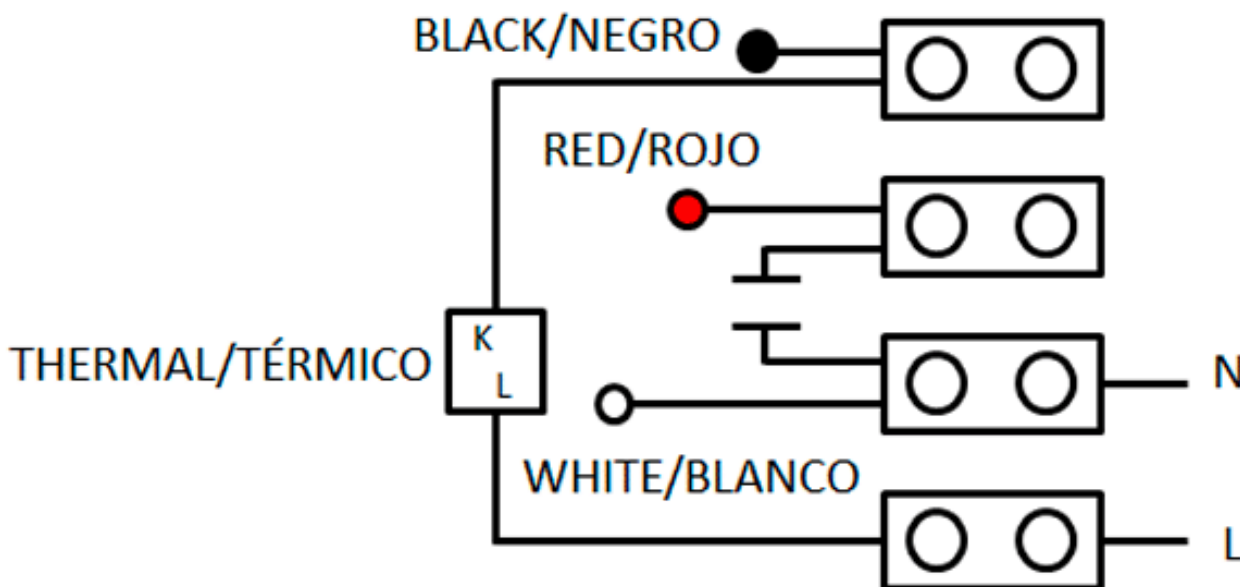 BLACK/NEGRO
RED/ROJO
K
THERMAL/TÉRMICO
L
N
WHITE/BLANCO
L